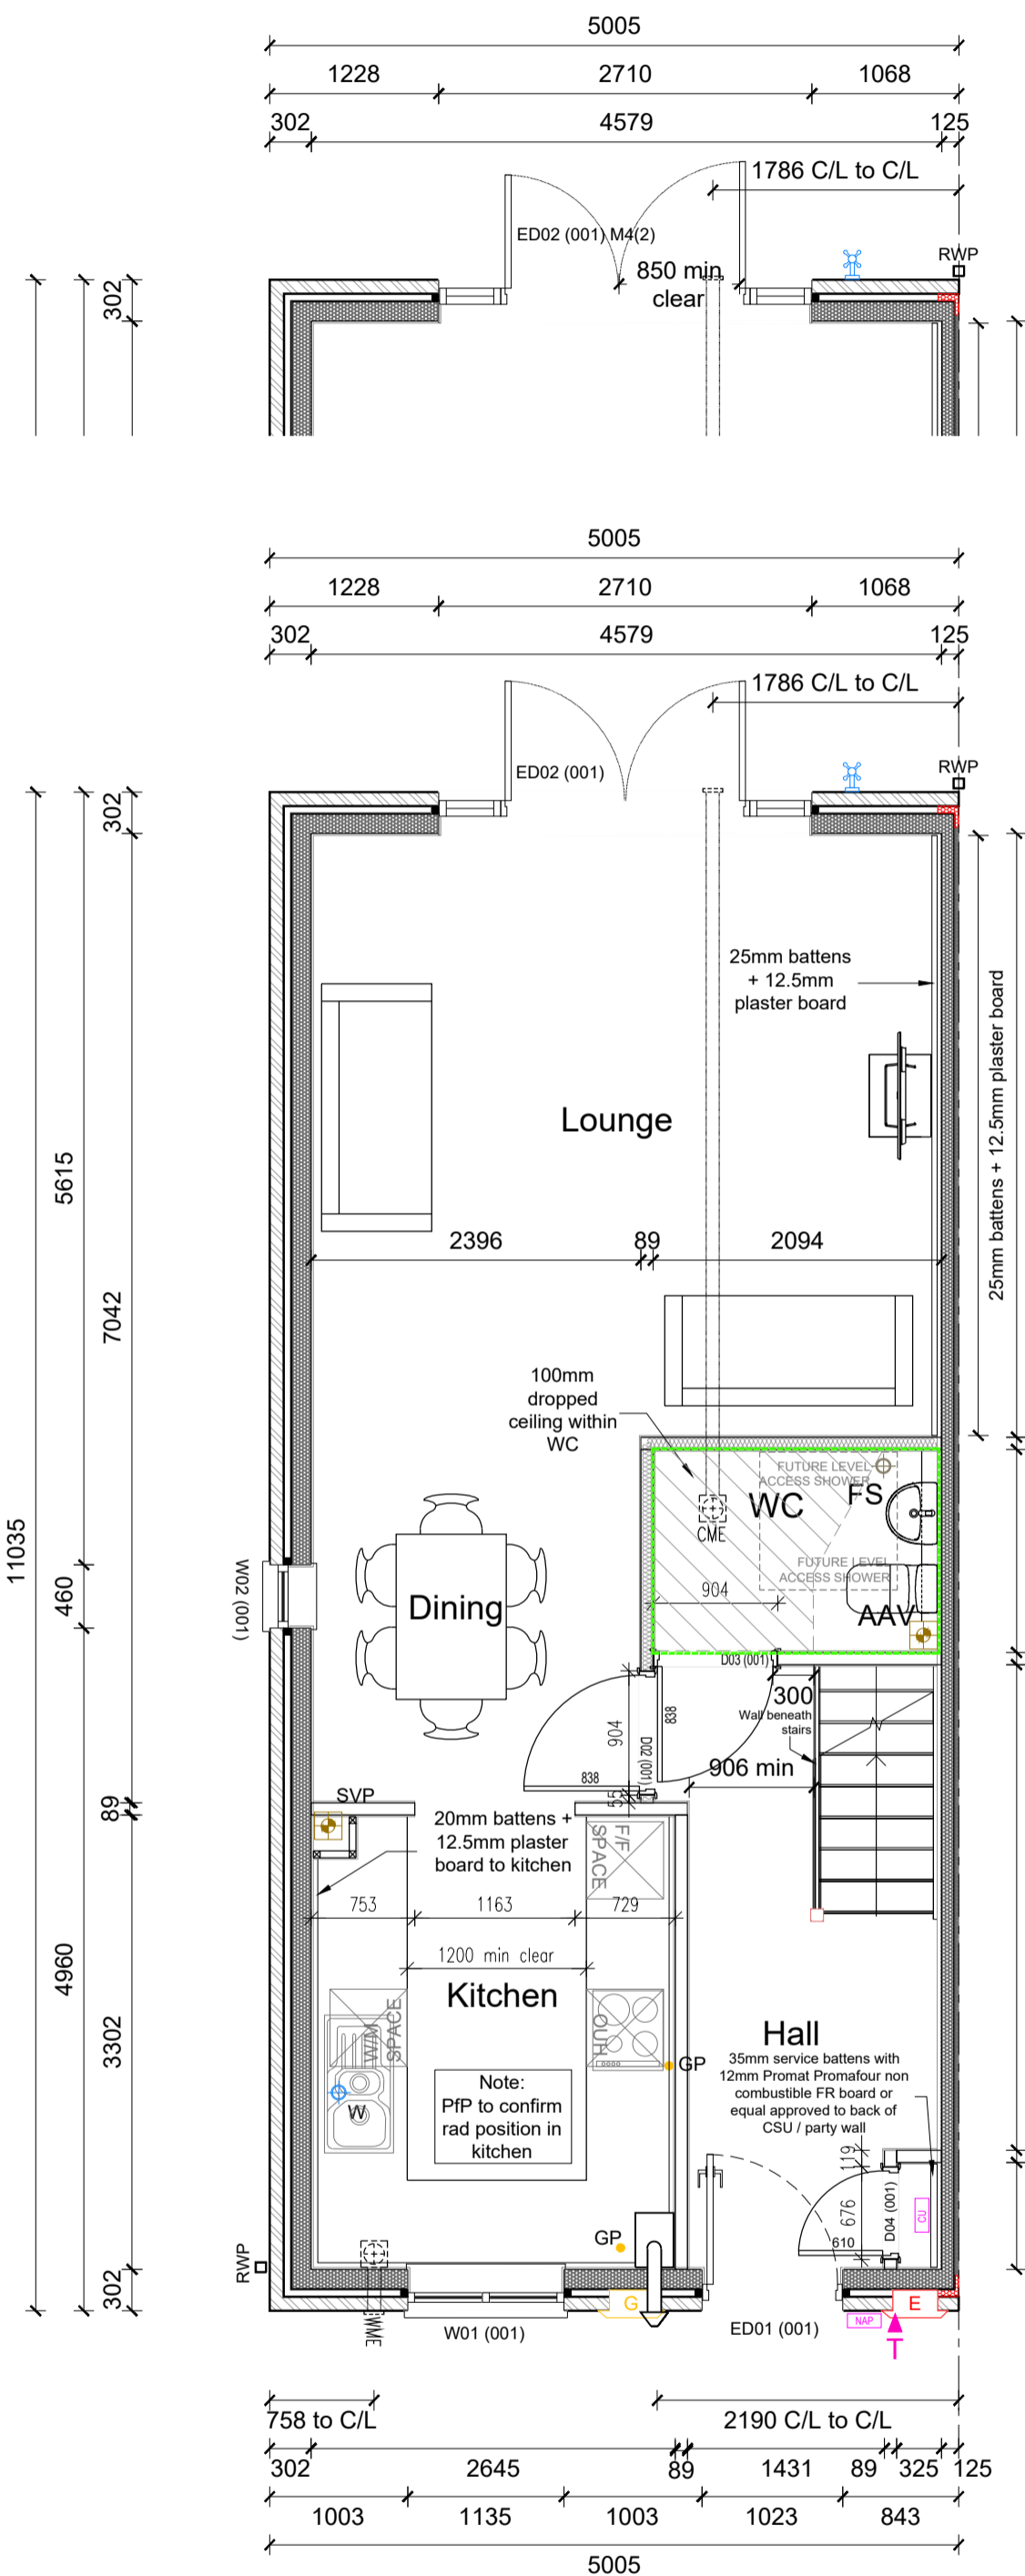 5005
1228 2710 1068
302 4579 125
1786 C/L to C/L
ED02 (001) M4(2)
RWP
850 min
clear
302
5005
1228 2710 1068
302 4579 125
1786 C/L to C/L
ED02 (001)
RWP
302
25mm battens
+ 12.5mm
plaster board
25mm battens + 12.5mm plaster board
Lounge
5615
2396 89 2094
7042
100mm
dropped
ceiling within
WC
FUTURE LEVEL
ACCESS SHOWER
WC
FS
CME
11035
460
W02 (001)
Dining
FUTURE LEVEL
ACCESS SHOWER
904
AAV
D03 (001)
300
Wall beneath
stairs
904
838
838
D02 (001)
55
906 min
89
SVP
20mm battens +
12.5mm plaster
board to kitchen
F/F
SPACE
753 1163 729
1200 min clear
4960
3302
Kitchen
W/M
SPACE
OUH
GP
W
Note:
PfP to confirm
rad position in
kitchen
Hall
35mm service battens with
12mm Promat Promafour non
combustible FR board or
equal approved to back of
CSU / party wall
119
676
610
D04 (001)
CU
GP
RWP
302
WME
W01 (001)
G
ED01 (001)
NAP
E
T
758 to C/L
2190 C/L to C/L
302 2645 89 1431 89 325 125
1003 1135 1003 1023 843
5005